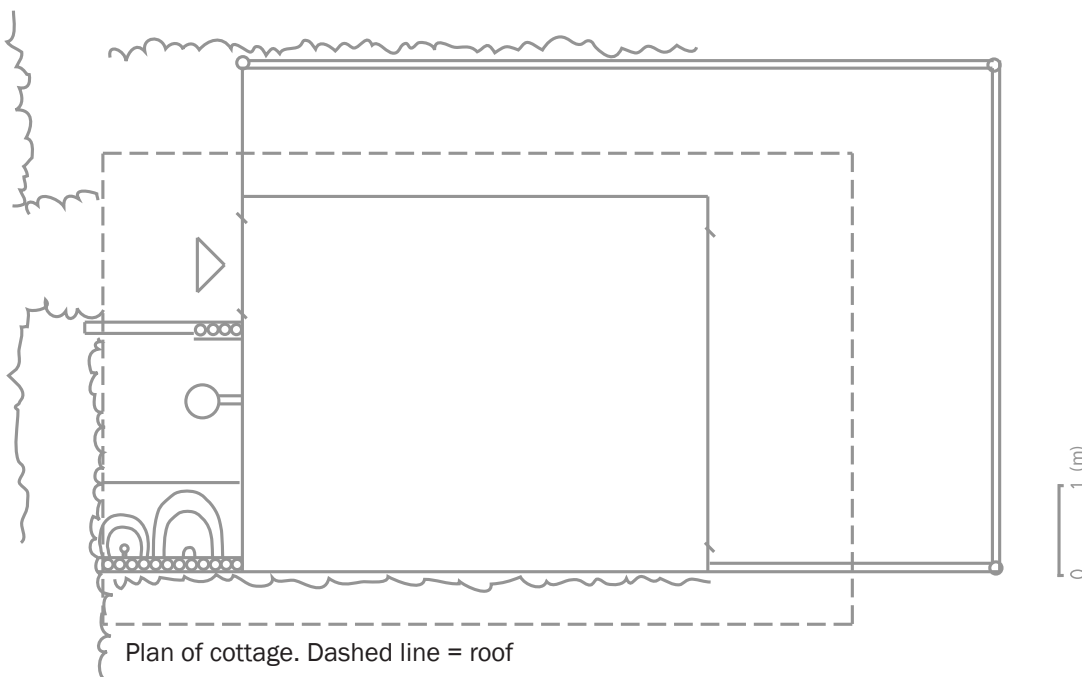 Plan of cottage. Dashed line = roof
0 1 (m)